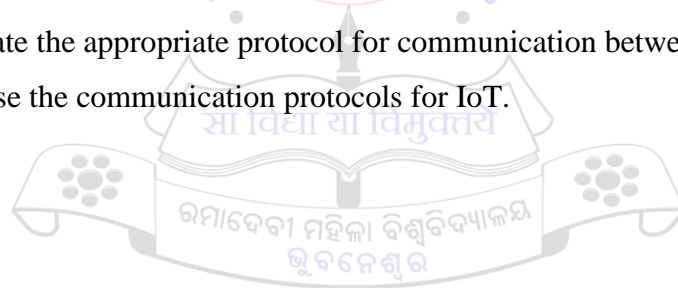 ate the appropriate protocol for communication betwe
se the communication protocols for IoT.
सा विद्या या विमुक्तये
ରମାଦେବୀ ମହିଳା ବିଶ୍ୱବିଦ୍ୟାଳୟ
ଭୁବନେଶ୍ୱର